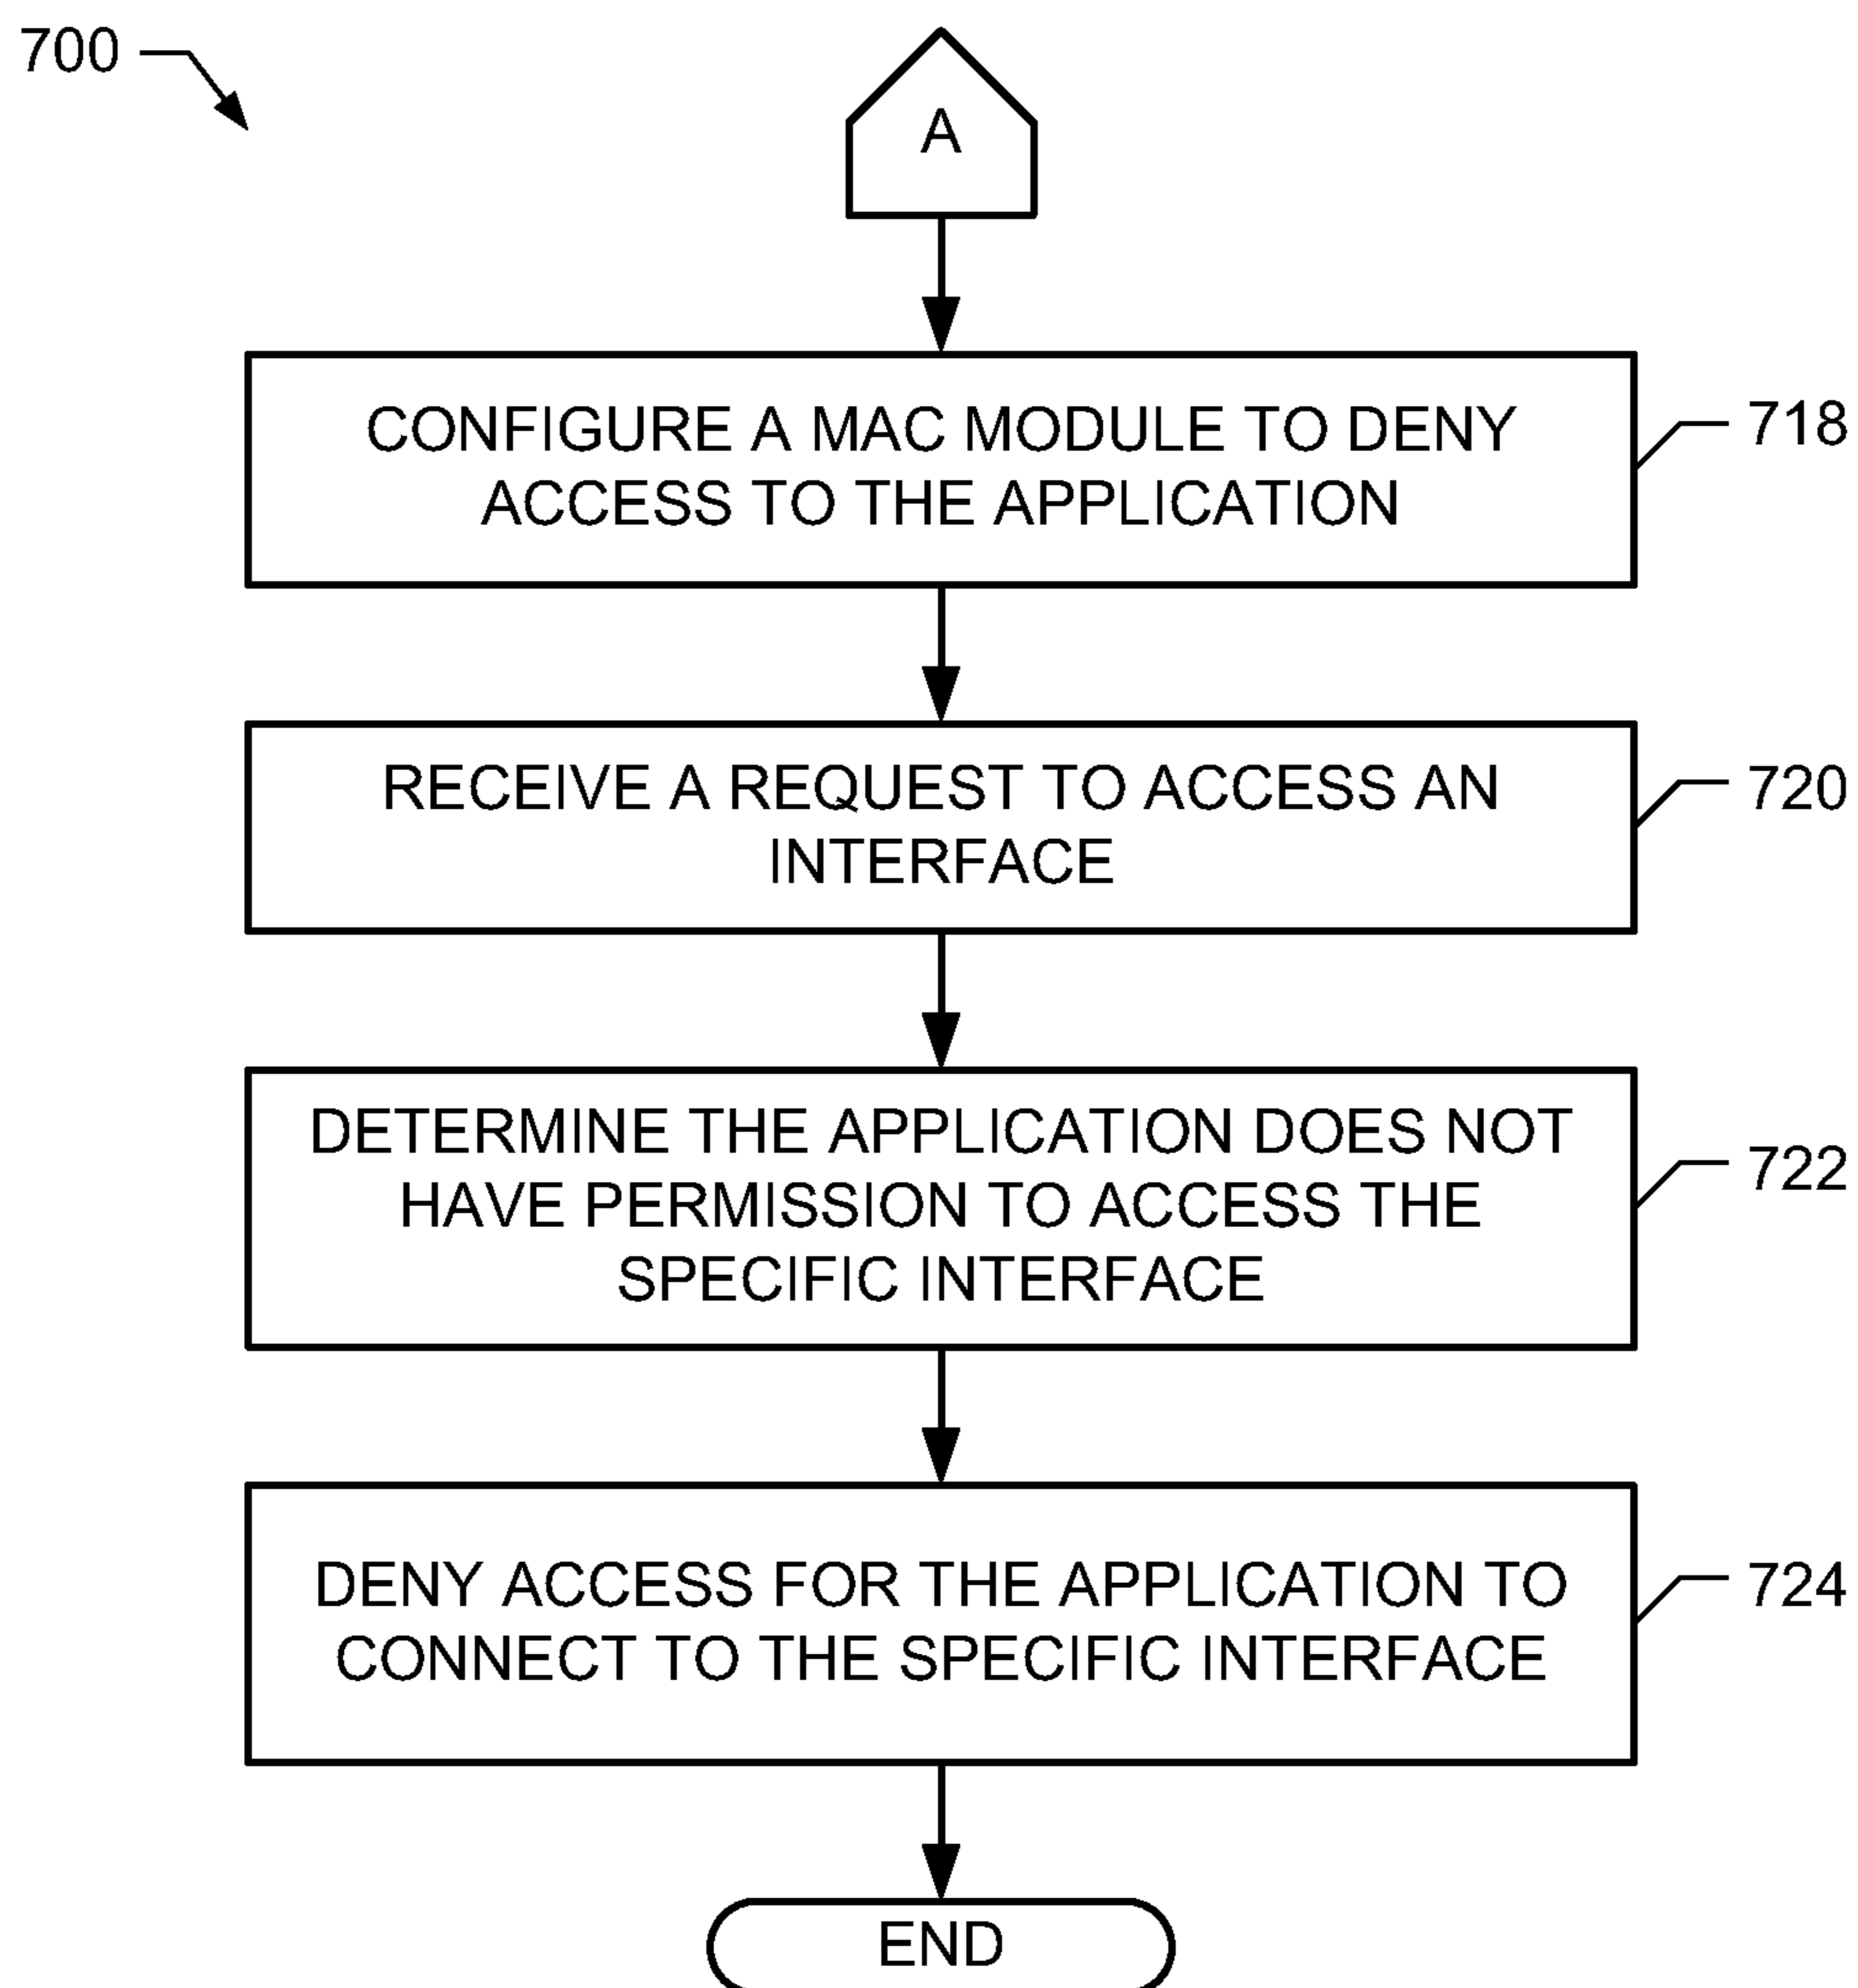 700
A
CONFIGURE A MAC MODULE TO DENY
ACCESS TO THE APPLICATION
718
RECEIVE A REQUEST TO ACCESS AN
INTERFACE
720
DETERMINE THE APPLICATION DOES NOT
HAVE PERMISSION TO ACCESS THE
SPECIFIC INTERFACE
722
DENY ACCESS FOR THE APPLICATION TO
CONNECT TO THE SPECIFIC INTERFACE
724
END